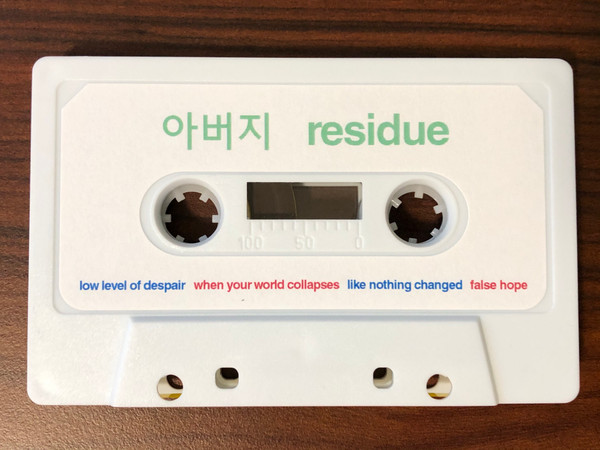 아버지 residue
100 50 0
low level of despair when your world collapses like nothing changed false hope